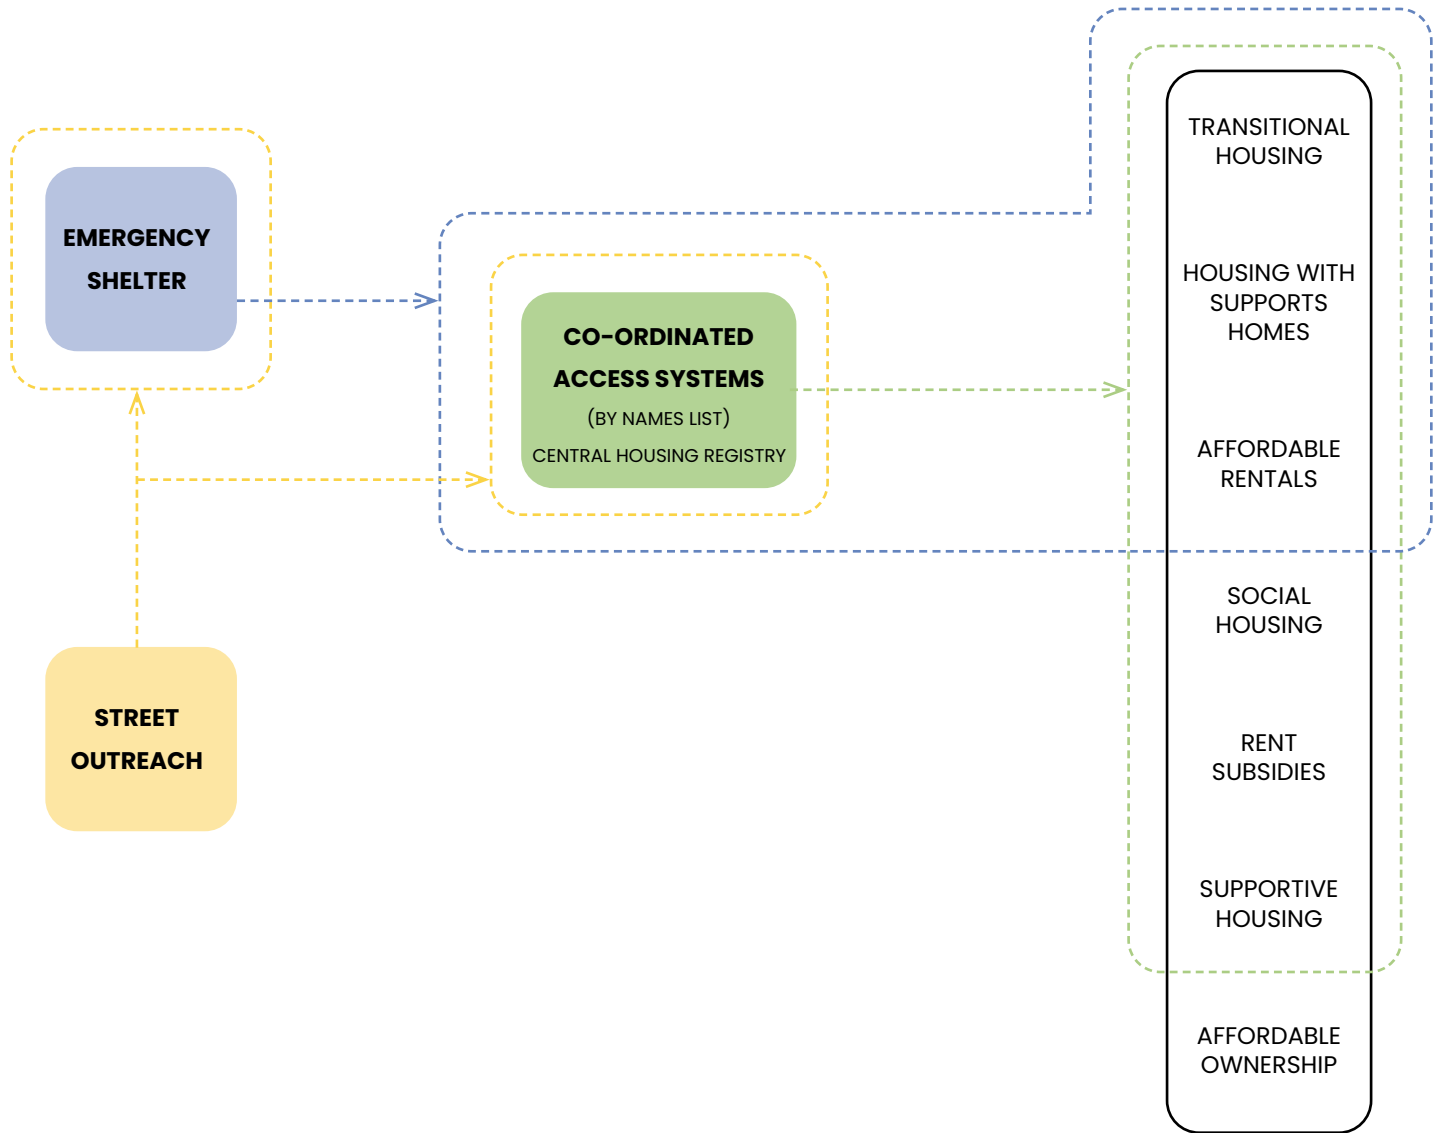 EMERGENCY
SHELTER
STREET
OUTREACH
CO-ORDINATED
ACCESS SYSTEMS
(BY NAMES LIST)
CENTRAL HOUSING REGISTRY
TRANSITIONAL
HOUSING
HOUSING WITH
SUPPORTS
HOMES
AFFORDABLE
RENTALS
SOCIAL
HOUSING
RENT
SUBSIDIES
SUPPORTIVE
HOUSING
AFFORDABLE
OWNERSHIP